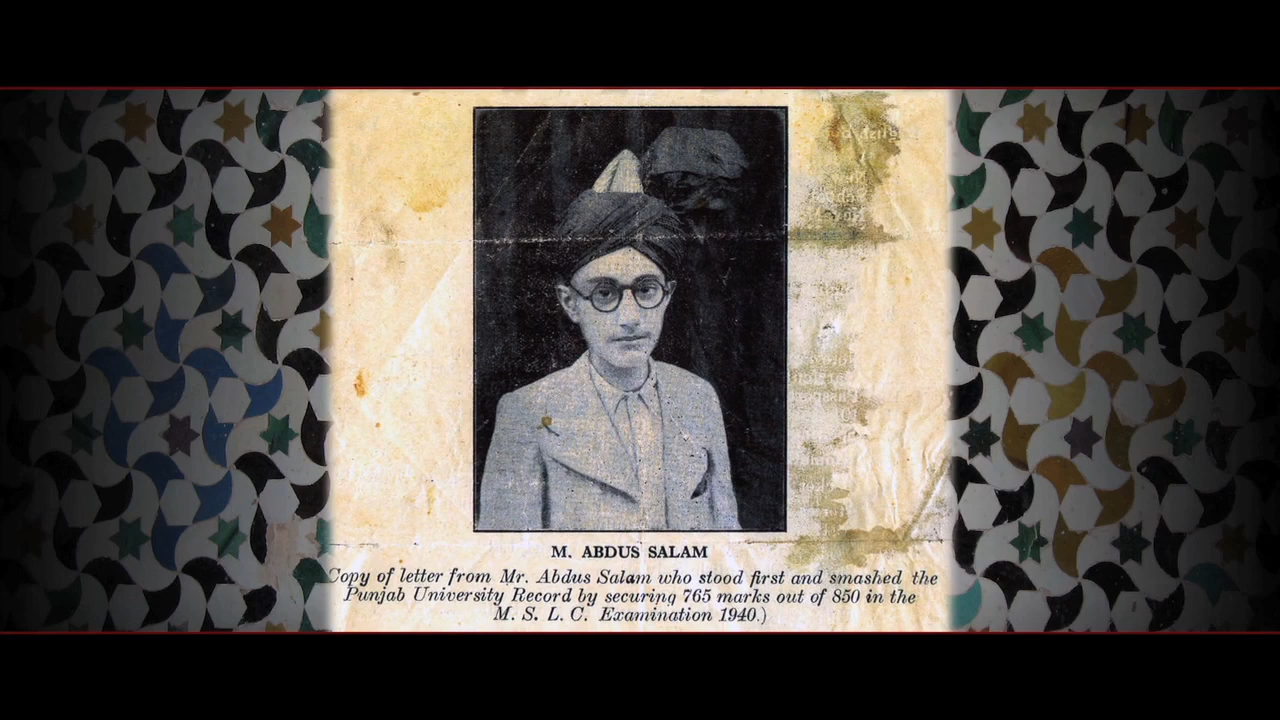 M. ABDUS SALAM
Copy of letter from Mr. Abdus Salam who stood first and smashed the
Punjab University Record by securing 765 marks out of 850 in the
M. S. L. C. Examination 1940.)